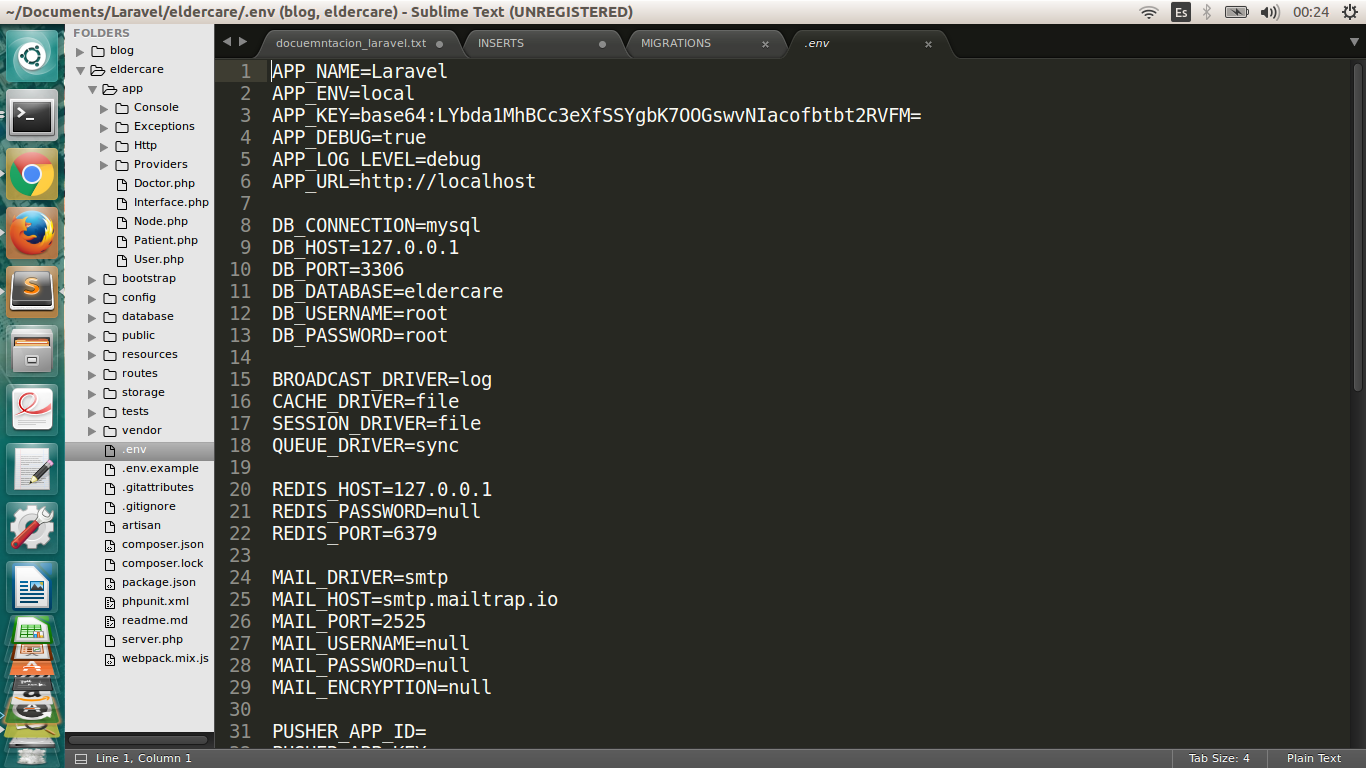 ~/Documents/Laravel/eldercare/.env (blog, eldercare) - Sublime Text (UNREGISTERED)
Es
00:24
FOLDERS
blog
eldercare
app
Console
Exceptions
Http
Providers
Doctor.php
Interface.php
Node.php
Patient.php
User.php
bootstrap
config
database
public
resources
routes
storage
tests
vendor
.env
.env.example
.gitattributes
.gitignore
artisan
composer.json
composer.lock
package.json
phpunit.xml
readme.md
server.php
webpack.mix.js
docuemntacion_laravel.txt
INSERTS
MIGRATIONS
.env
1 APP_NAME=Laravel
2 APP_ENV=local
3 APP_KEY=base64:LYbda1MhBCc3eXfSSYgbK7OOGswvNIacofbtbt2RVFM=
4 APP_DEBUG=true
5 APP_LOG_LEVEL=debug
6 APP_URL=http://localhost
7
8 DB_CONNECTION=mysql
9 DB_HOST=127.0.0.1
10 DB_PORT=3306
11 DB_DATABASE=eldercare
12 DB_USERNAME=root
13 DB_PASSWORD=root
14
15 BROADCAST_DRIVER=log
16 CACHE_DRIVER=file
17 SESSION_DRIVER=file
18 QUEUE_DRIVER=sync
19
20 REDIS_HOST=127.0.0.1
21 REDIS_PASSWORD=null
22 REDIS_PORT=6379
23
24 MAIL_DRIVER=smtp
25 MAIL_HOST=smtp.mailtrap.io
26 MAIL_PORT=2525
27 MAIL_USERNAME=null
28 MAIL_PASSWORD=null
29 MAIL_ENCRYPTION=null
30
31 PUSHER_APP_ID=
Line 1, Column 1
Tab Size: 4
Plain Text